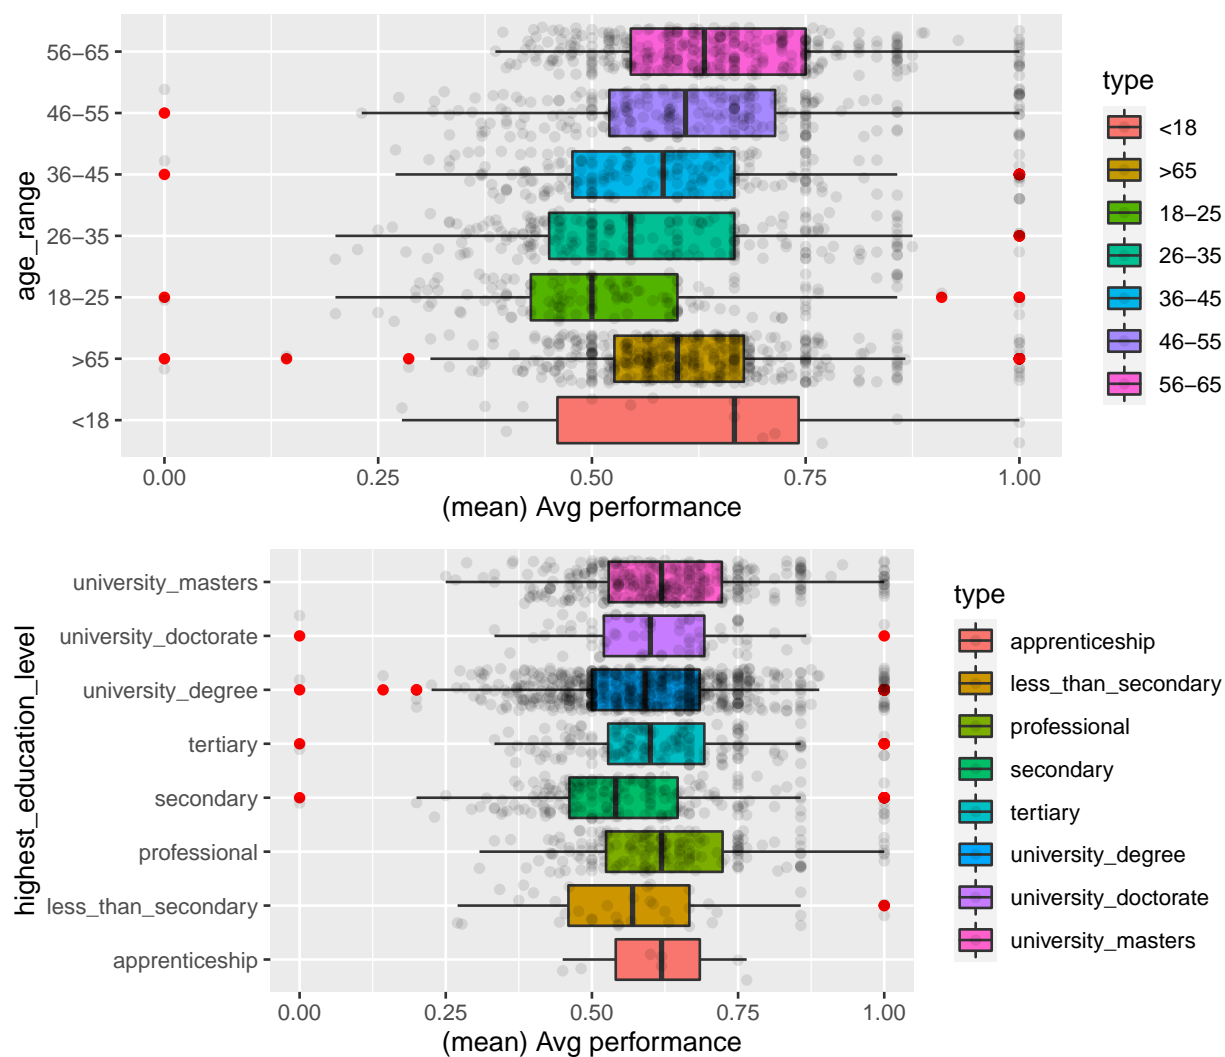 56−65
46−55
36−45
26−35
18−25
>65
<18
age_range
0.00 0.25 0.50 0.75 1.00
(mean) Avg performance
type
<18
>65
18−25
26−35
36−45
46−55
56−65
university_masters
university_doctorate
university_degree
tertiary
secondary
professional
less_than_secondary
apprenticeship
highest_education_level
0.00 0.25 0.50 0.75 1.00
(mean) Avg performance
type
apprenticeship
less_than_secondary
professional
secondary
tertiary
university_degree
university_doctorate
university_masters